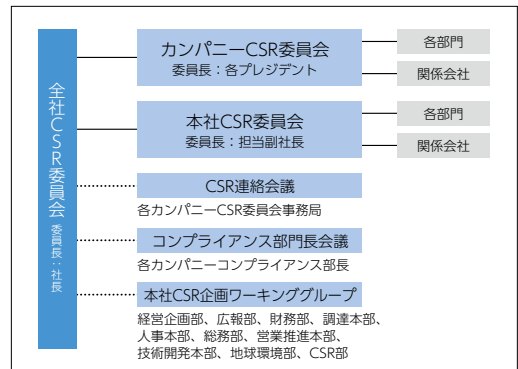 全社CSR委員会 委員長：社長
カンパニーCSR委員会
委員長：各プレジデント
各部門
関係会社
本社CSR委員会
委員長：担当副社長
各部門
関係会社
CSR連絡会議
各カンパニーCSR委員会事務局
コンプライアンス部門長会議
各カンパニーコンプライアンス部長
本社CSR企画ワーキンググループ
経営企画部、広報部、財務部、調達本部、
人事本部、総務部、営業推進本部、
技術開発本部、地球環境部、CSR部